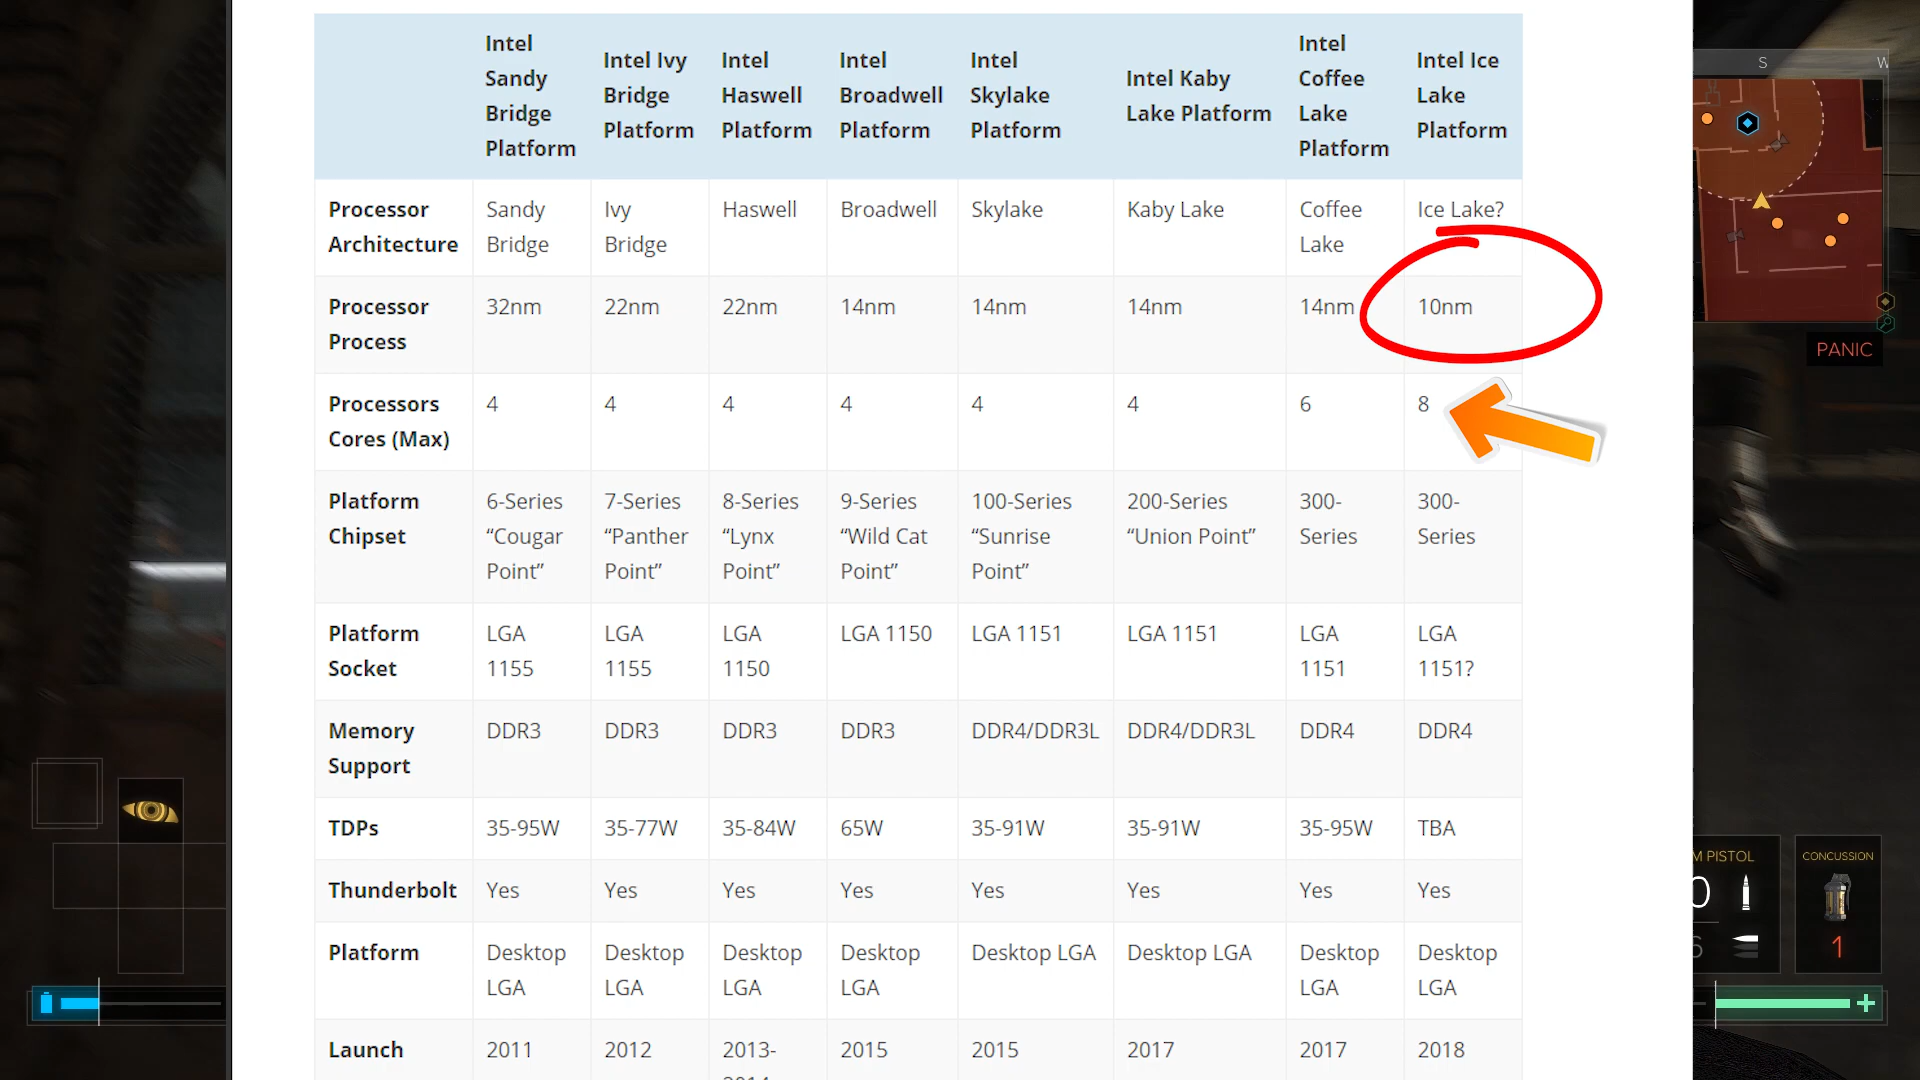 Intel Sandy Bridge Platform
Intel Ivy Bridge Platform
Intel Haswell Platform
Intel Broadwell Platform
Intel Skylake Platform
Intel Kaby Lake Platform
Intel Coffee Lake Platform
Intel Ice Lake Platform
Processor Architecture
Sandy Bridge
Ivy Bridge
Haswell
Broadwell
Skylake
Kaby Lake
Coffee Lake
Ice Lake?
Processor Process
32nm
22nm
22nm
14nm
14nm
14nm
14nm
10nm
Processors Cores (Max)
4
4
4
4
4
4
6
8
Platform Chipset
6-Series “Cougar Point”
7-Series “Panther Point”
8-Series “Lynx Point”
9-Series “Wild Cat Point”
100-Series “Sunrise Point”
200-Series “Union Point”
300-Series
300-Series
Platform Socket
LGA 1155
LGA 1155
LGA 1150
LGA 1150
LGA 1151
LGA 1151
LGA 1151
LGA 1151?
Memory Support
DDR3
DDR3
DDR3
DDR3
DDR4/DDR3L
DDR4/DDR3L
DDR4
DDR4
TDPs
35-95W
35-77W
35-84W
65W
35-91W
35-91W
35-95W
TBA
Thunderbolt
Yes
Yes
Yes
Yes
Yes
Yes
Yes
Yes
Platform
Desktop LGA
Desktop LGA
Desktop LGA
Desktop LGA
Desktop LGA
Desktop LGA
Desktop LGA
Desktop LGA
Launch
2011
2012
2013-
2015
2015
2017
2017
2018
S
W
PANIC
M PISTOL
0
6
CONCUSSION
1